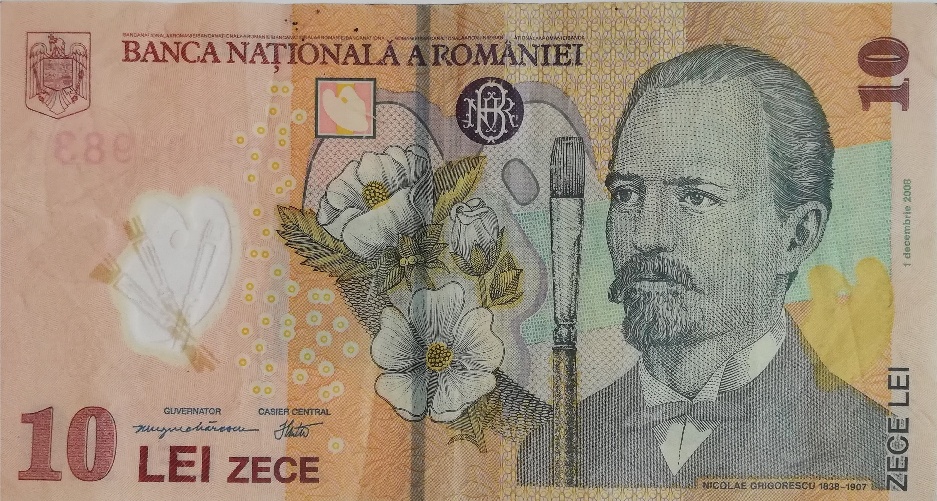 BANCA NAȚIONALĂ A ROMÂNIEI
10
1 decembrie 2008
GUVERNATOR CASIER CENTRAL
10 LEI ZECE
ZECE LEI
NICOLAE GRIGORESCU 1838-1907